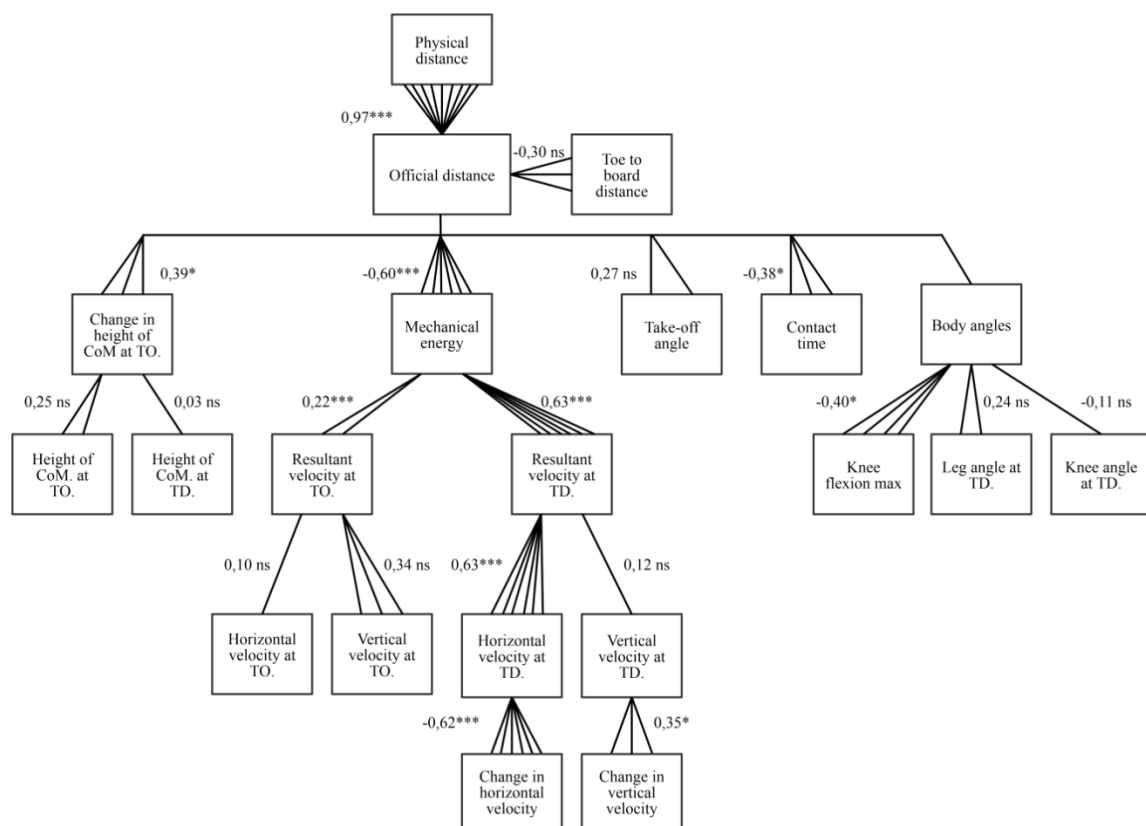 Physical
distance
0,97***
Official distance
-0,30 ns
Toe to
board
distance
0,39*
-0,60***
0,27 ns
-0,38*
Change in
height of
CoM at TO.
Mechanical
energy
Take-off
angle
Contact
time
Body angles
0,25 ns
0,03 ns
0,22***
0,63***
-0,40*
0,24 ns
-0,11 ns
Height of
CoM. at
TO.
Height of
CoM. at
TD.
Resultant
velocity at
TO.
Resultant
velocity at
TD.
Knee
flexion max
Leg angle at
TD.
Knee angle
at TD.
0,10 ns
0,34 ns
0,63***
0,12 ns
Horizontal
velocity at
TO.
Vertical
velocity at
TO.
Horizontal
velocity at
TD.
Vertical
velocity at
TD.
-0,62***
0,35*
Change in
horizontal
velocity
Change in
vertical
velocity